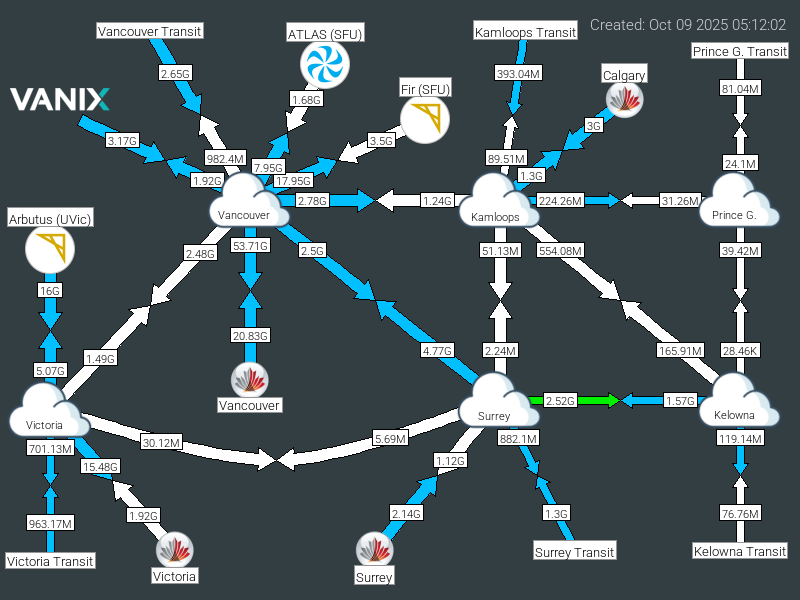 Created: Oct 09 2025 05:12:02
Vancouver Transit
ATLAS (SFU)
Kamloops Transit
Prince G. Transit
2.65G
393.04M
Calgary
81.04M
Fir (SFU)
VANIX
1.68G
3G
3.17G
3.5G
982.4M
89.51M
24.1M
7.95G
1.92G
17.95G
1.3G
2.78G
1.24G
224.26M
31.26M
Vancouver
Kamloops
Prince G.
Arbutus (UVic)
53.71G
2.5G
2.48G
51.13M
554.08M
39.42M
16G
20.83G
1.49G
4.77G
2.24M
165.91M
28.46K
5.07G
Vancouver
2.52G
1.57G
Victoria
Surrey
Kelowna
30.12M
5.69M
882.1M
119.14M
701.13M
15.48G
1.12G
963.17M
1.92G
2.14G
1.3G
76.76M
Victoria Transit
Victoria
Surrey
Surrey Transit
Kelowna Transit